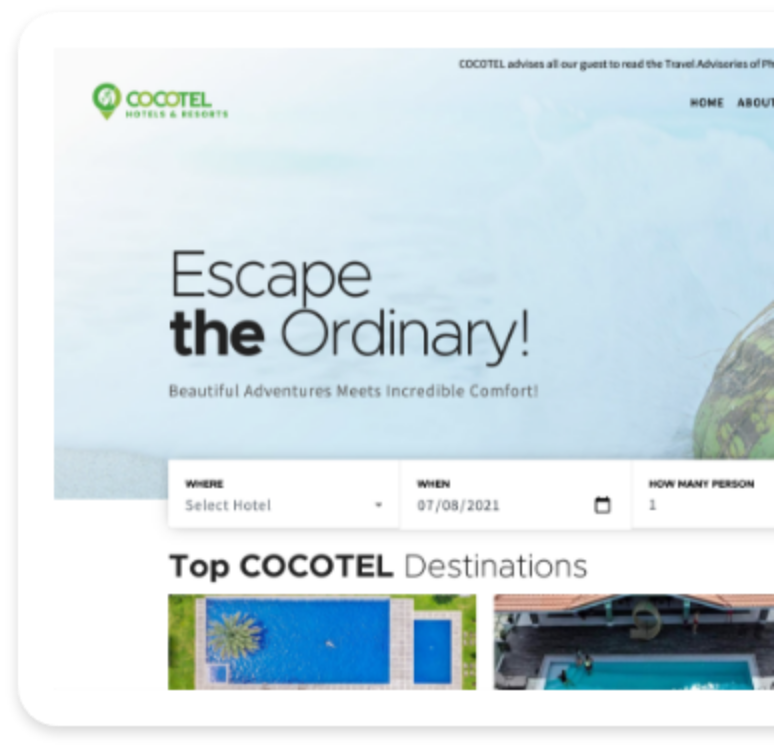 COCOTEL advises all our guest to read the Travel Advisories of Ph
COCOTEL
HOTELS & RESORTS
HOME ABOUT
Escape
the Ordinary!
Beautiful Adventures Meets Incredible Comfort!
WHERE
Select Hotel
WHEN
07/08/2021
HOW MANY PERSON
1
Top COCOTEL Destinations